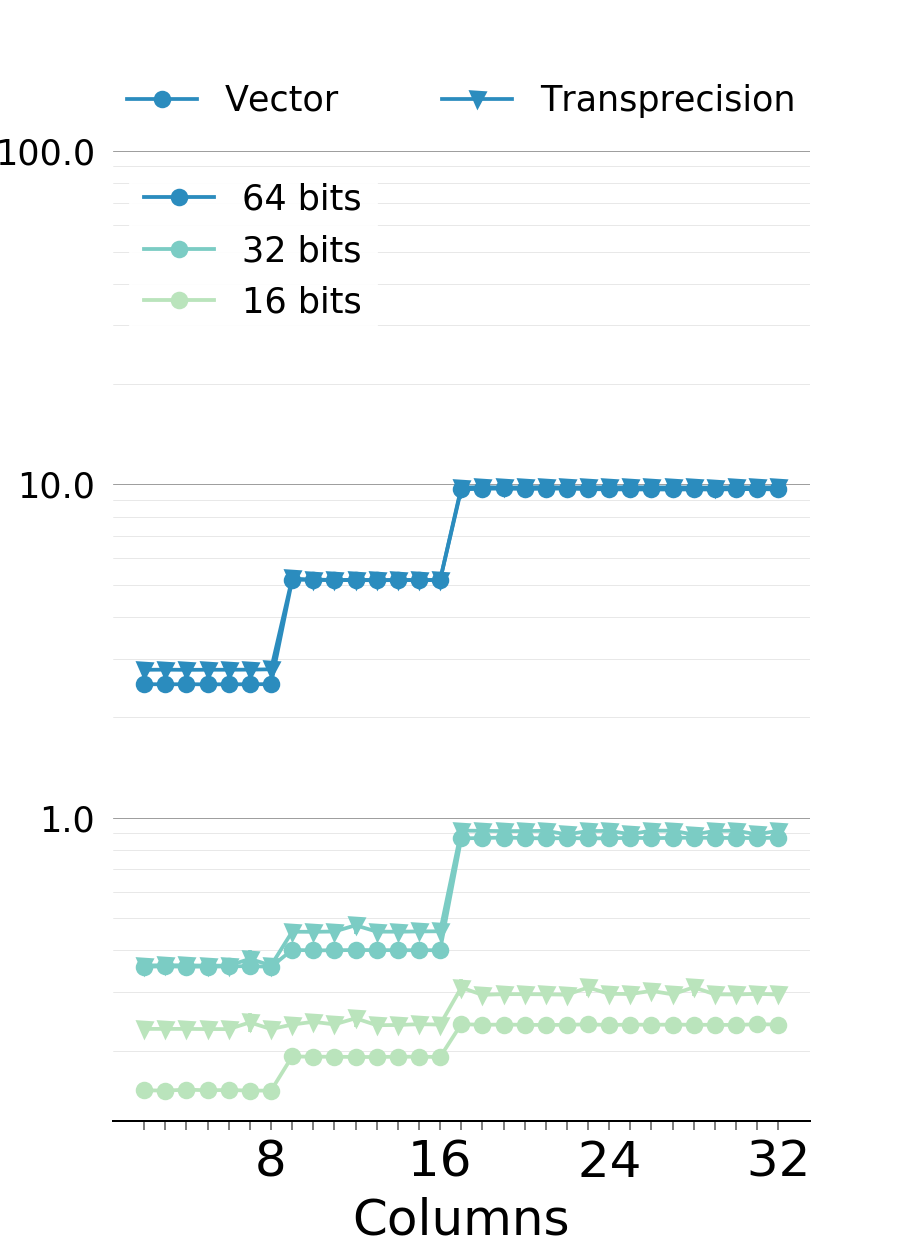 Vector Transprecision
100.0
64 bits
32 bits
16 bits
10.0
1.0
8 16 24 32
Columns